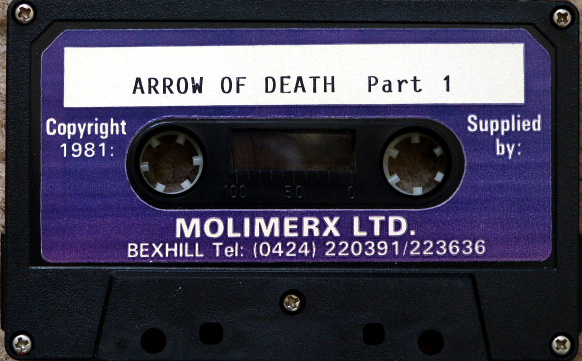 ARROW OF DEATH Part 1
Copyright 1981:
Supplied by:
100 50 0
MOLIMERX LTD.
BEXHILL Tel: (0424) 220391/223636